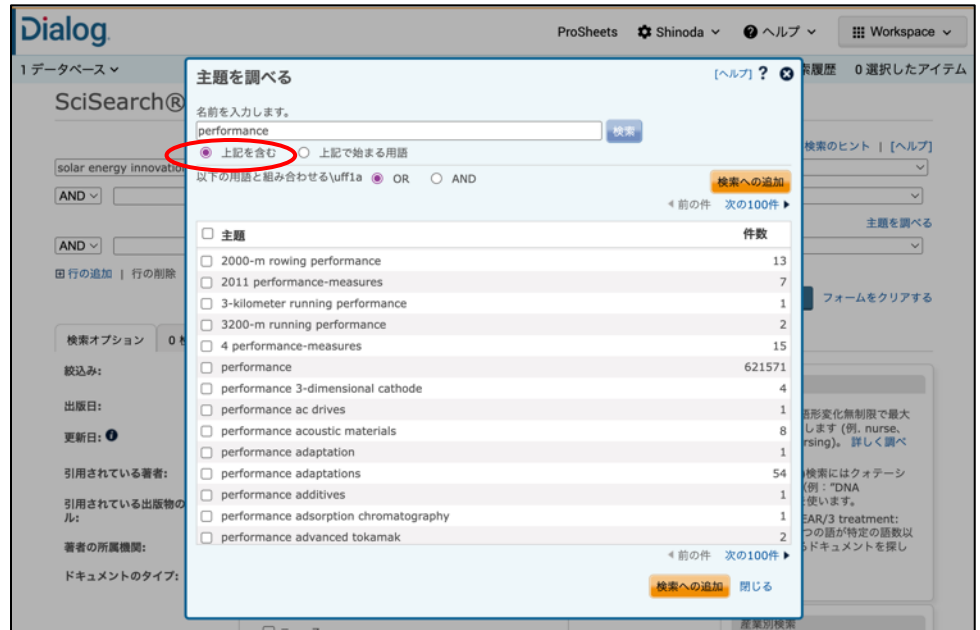 Dialog
ProSheets Shinoda ヘルプ Workspace
1 データベース 索履歴 0 選択したアイテム
SciSearch®
主題を調べる [ヘルプ] ?
名前を入力します。
performance 検索
上記を含む 上記で始まる用語
検索のヒント | [ヘルプ]
solar energy innovation
以下の用語と組み合わせる\uff1a OR AND
検索への追加
AND
前の件 次の100件
主題を調べる
主題 件数
AND
2000-m rowing performance 13
行の追加 | 行の削除
2011 performance-measures 7
3-kilometer running performance 1
フォームをクリアする
3200-m running performance 2
検索オプション 0
4 performance-measures 15
絞込み:
performance 621571
performance 3-dimensional cathode 4
出版日:
performance ac drives 1
語形変化無制限で最大
performance acoustic materials 8
更新日:
します (例. nurse、
rsing)。 詳しく調べ
performance adaptation 1
引用されている著者:
performance adaptations 54
検索にはクォテーシ
(例："DNA
performance additives 1
引用されている出版物の
ル:
使います。
performance adsorption chromatography 1
EAR/3 treatment:
つの語が特定の語数以
performance advanced tokamak 2
著者の所属機関:
ドキュメントを探し
前の件 次の100件
ドキュメントのタイプ:
検索への追加 閉じる
産業別検索